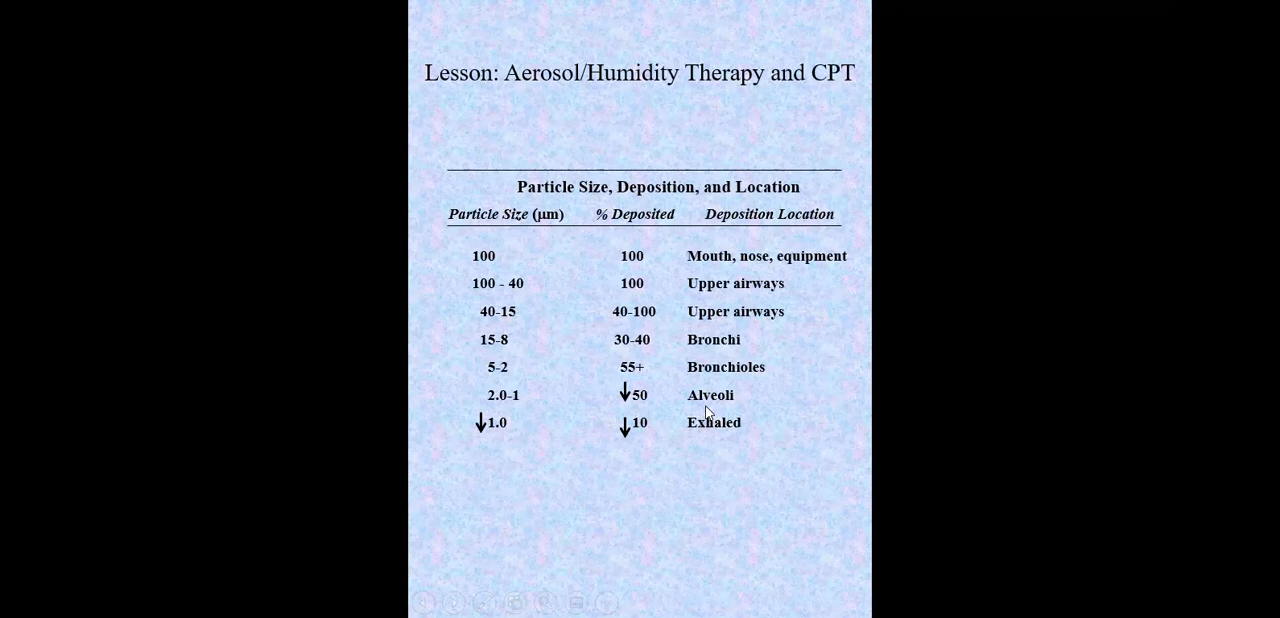 Lesson: Aerosol/Humidity Therapy and CPT
Particle Size, Deposition, and Location
Particle Size (μm) % Deposited Deposition Location
100 100 Mouth, nose, equipment
100 - 40 100 Upper airways
40-15 40-100 Upper airways
15-8 30-40 Bronchi
5-2 55+ Bronchioles
2.0-1 ↓50 Alveoli
↓1.0 ↓10 Exhaled